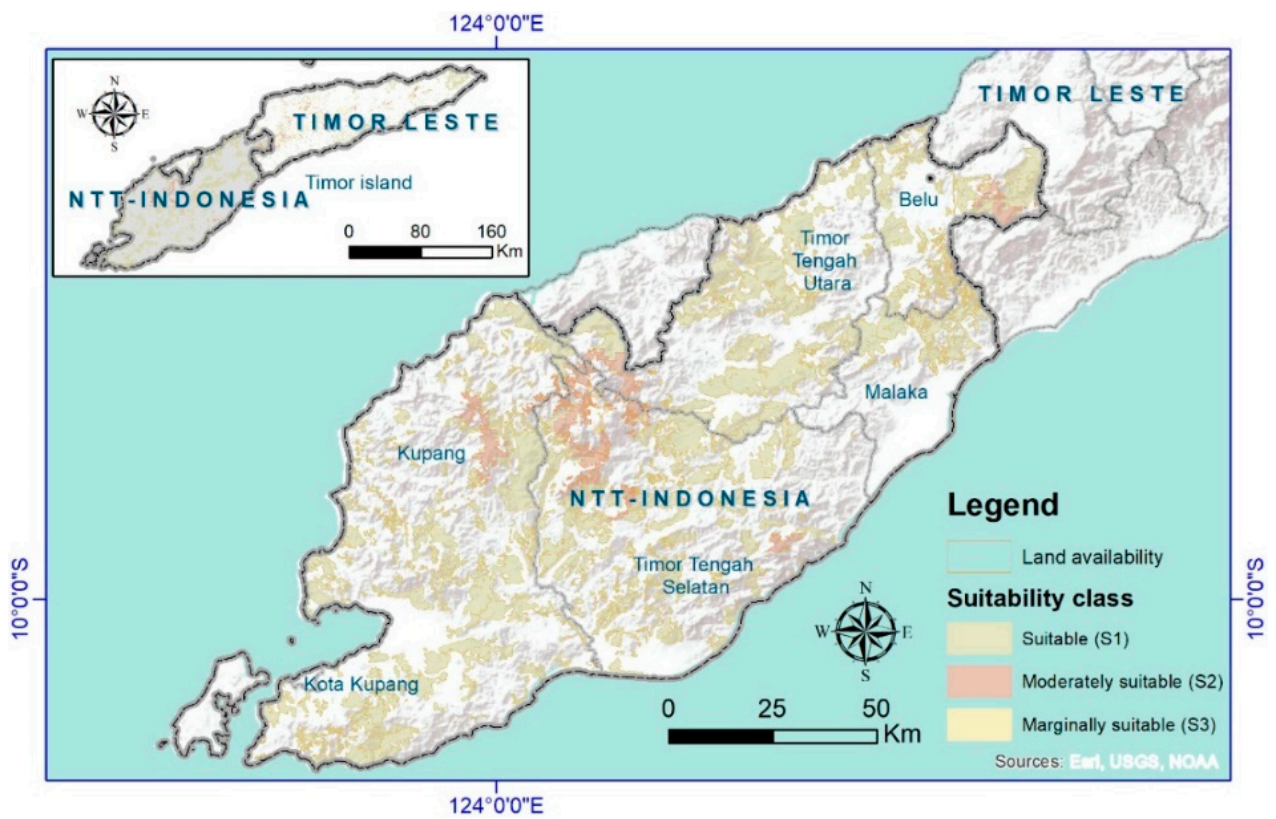 124°0'0"E
N
W E
S
TIMOR LESTE
NTT-INDONESIA
Timor island
0 80 160
Km
TIMOR LESTE
Belu
Timor
Tengah
Utara
Malaka
Kupang
NTT-INDONESIA
Timor Tengah
Selatan
Kota Kupang
10°0'0"S
10°0'0"S
N
W E
S
0 25 50
Km
Legend
Land availability
Suitability class
Suitable (S1)
Moderately suitable (S2)
Marginally suitable (S3)
Sources: Esri, USGS, NOAA
124°0'0"E